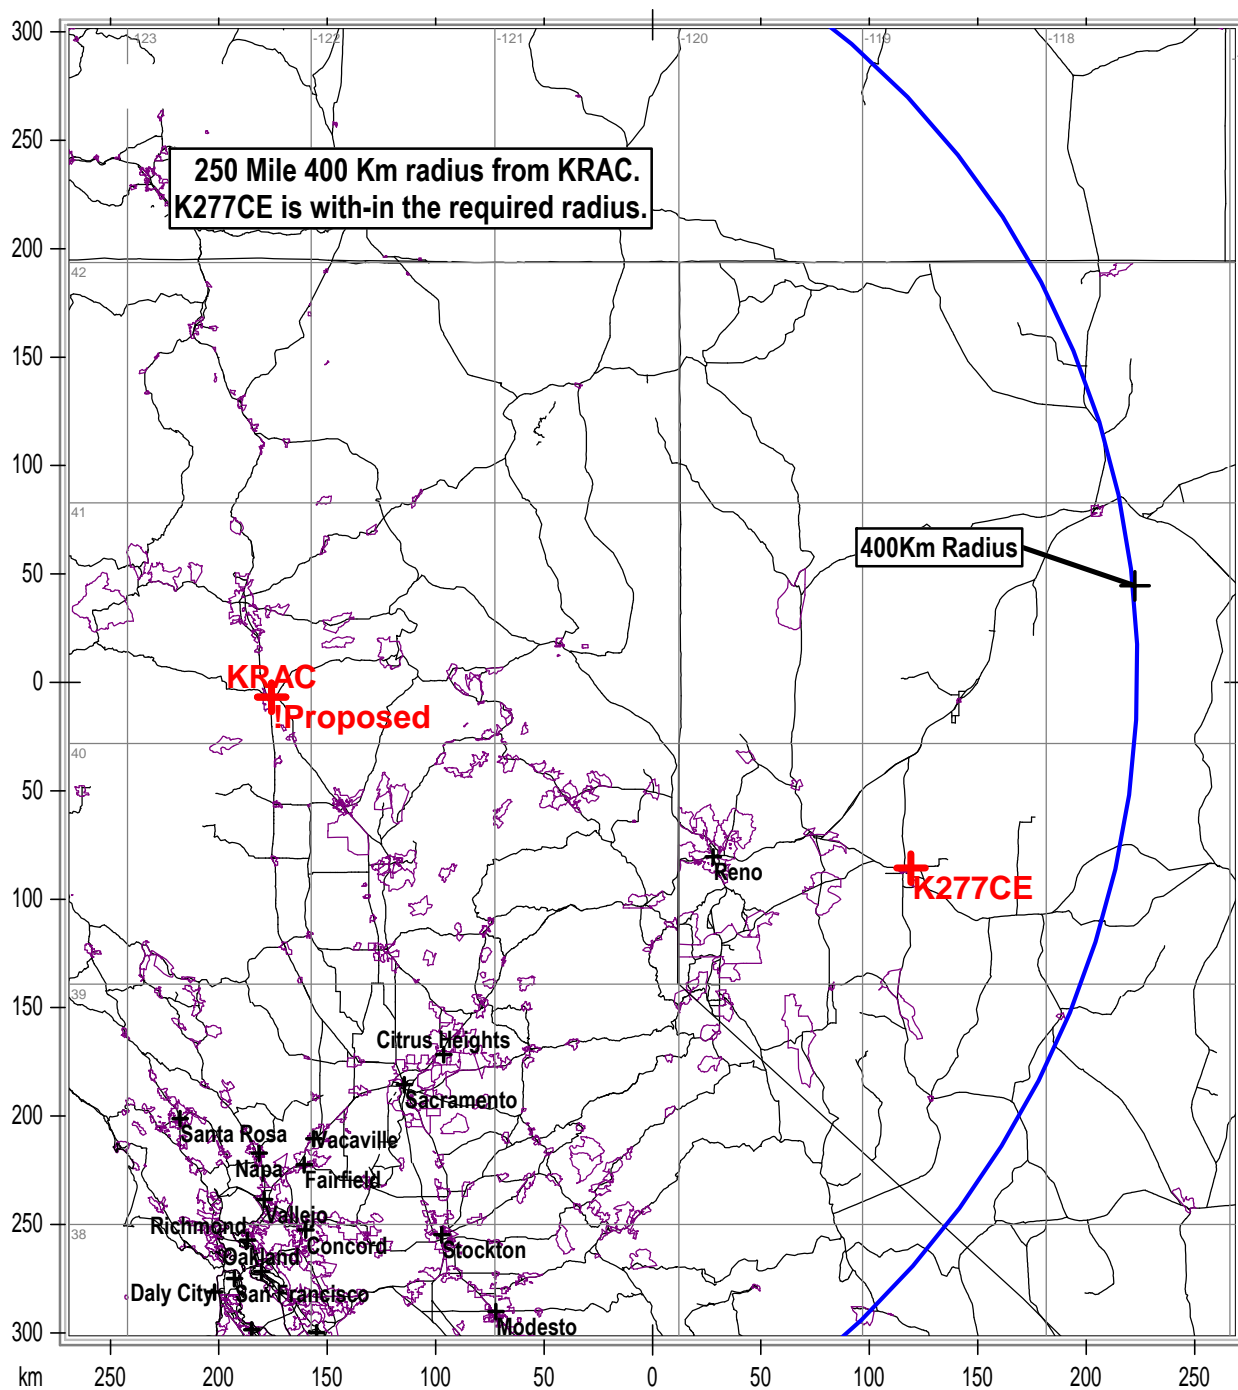 300
-123
-122
-121
-120
-119
-118
250
250 Mile 400 Km radius from KRAC.
K277CE is with-in the required radius.
200
42
150
100
41
400Km Radius
50
KRAC
0
!Proposed
40
50
Reno
K277CE
100
39
150
Citrus Heights
Sacramento
200
Santa Rosa
Vacaville
Napa
Fairfield
Vallejo
Richmond
250
38
Concord
Stockton
Oakland
Daly City
San Francisco
Modesto
300
km 250 200 150 100 50 0 50 100 150 200 250